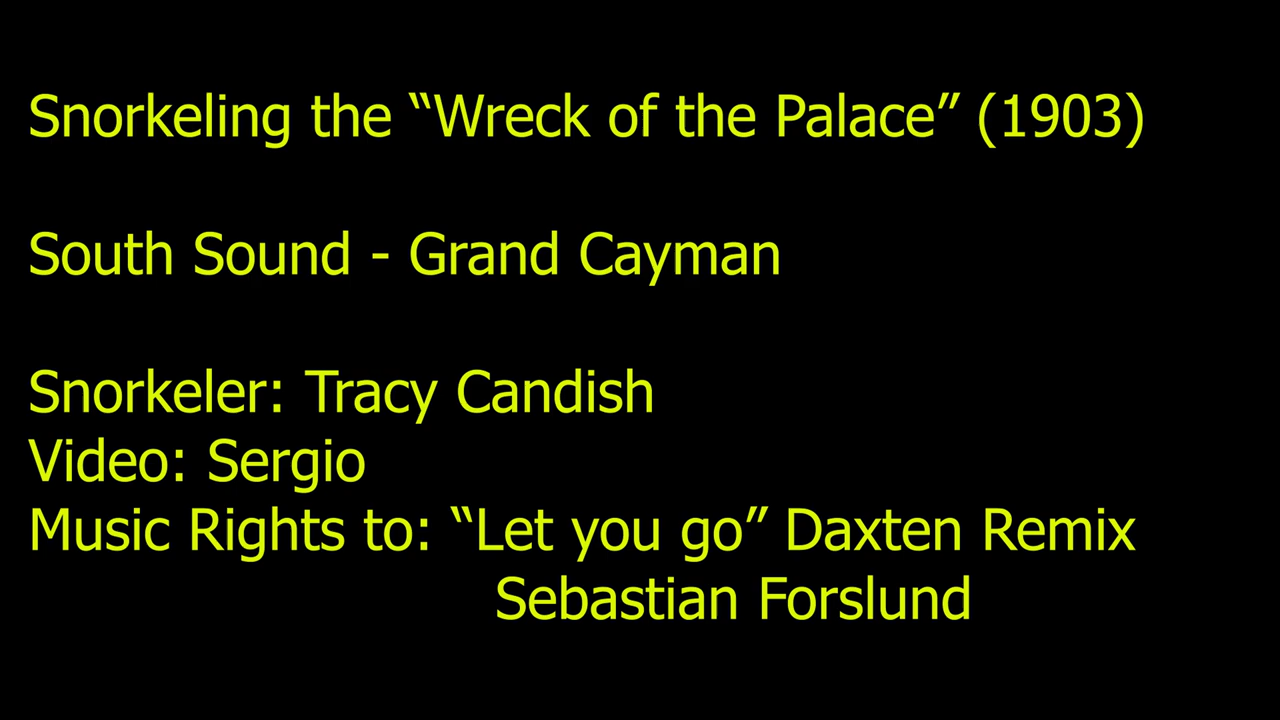 Snorkeling the “Wreck of the Palace” (1903)
South Sound - Grand Cayman
Snorkeler: Tracy Candish
Video: Sergio
Music Rights to: “Let you go” Daxten Remix
Sebastian Forslund